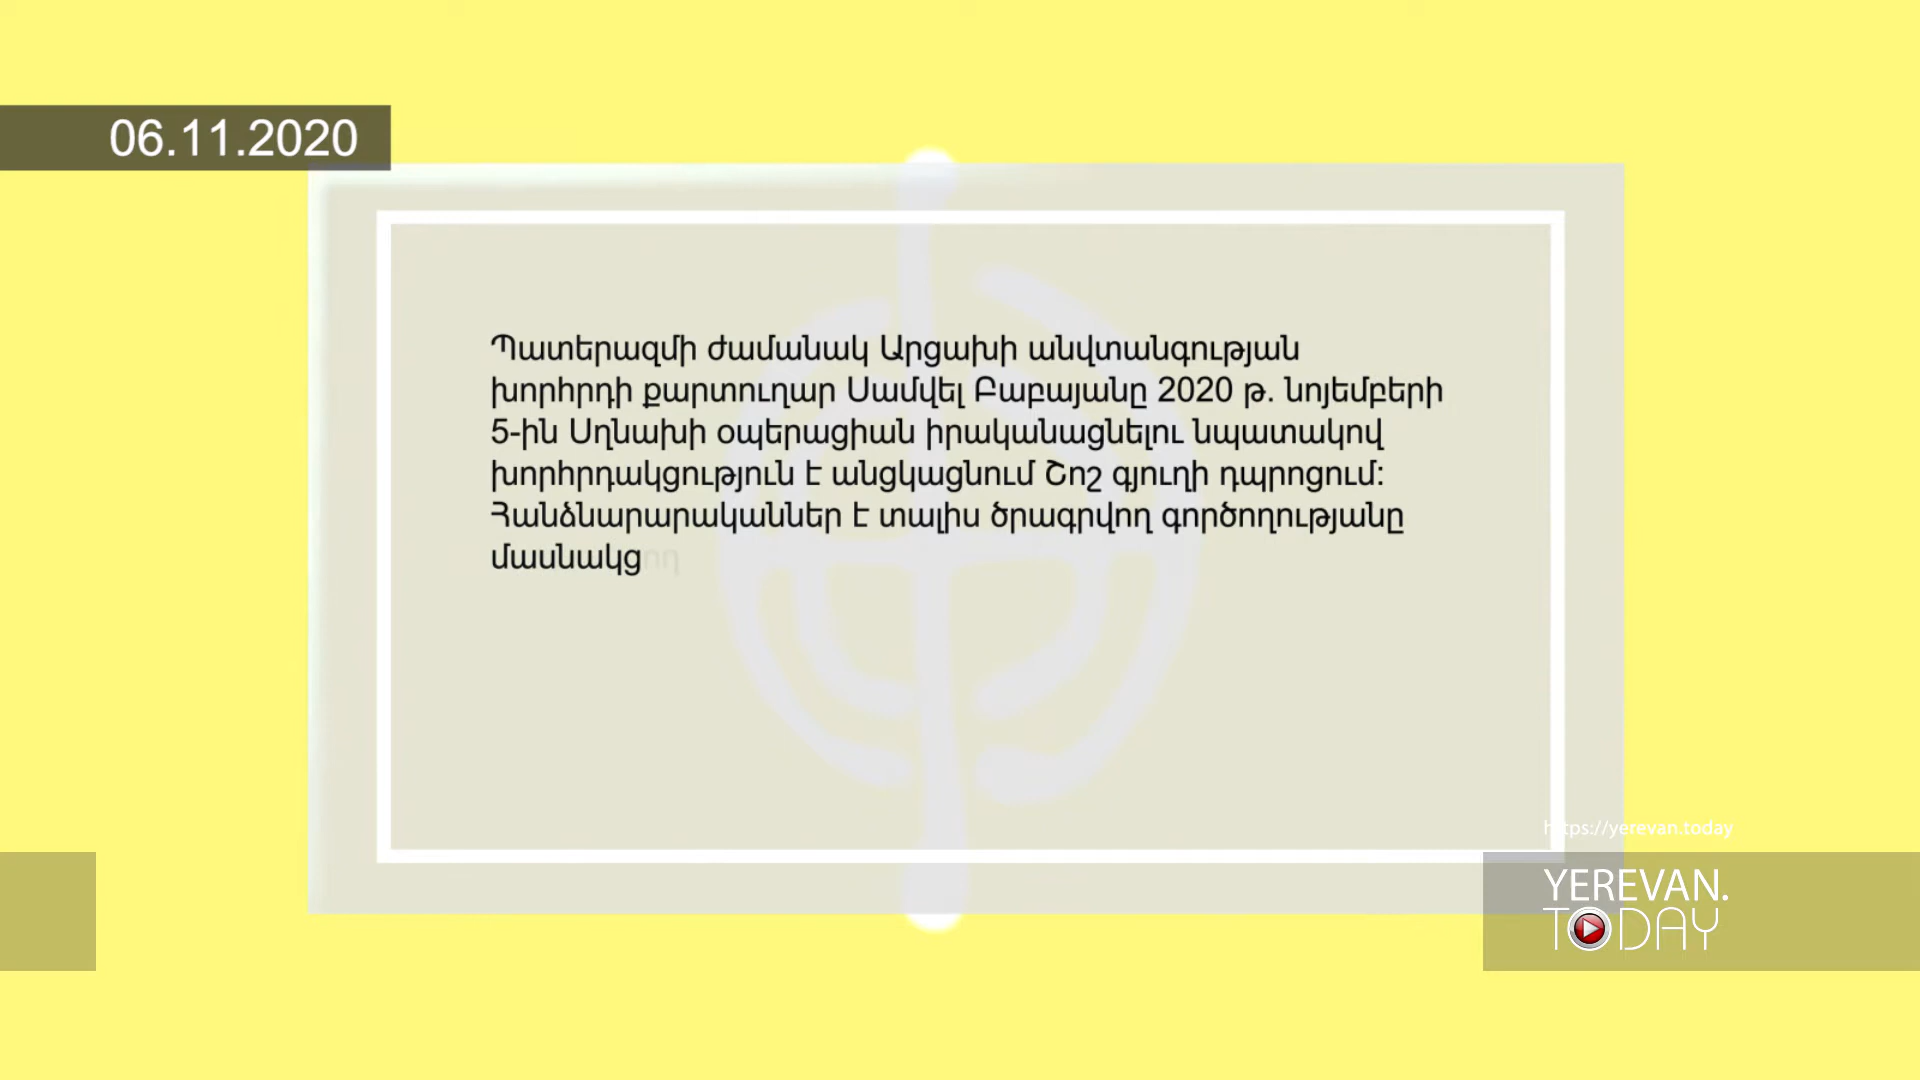 06.11.2020
Պատերազմի ժամանակ Արցախի անվտանգության
խորհրդի քարտուղար Սամվել Բաբայանը 2020 թ. նոյեմբերի
5-ին Սղնախի օպերացիան իրականացնելու նպատակով
խորհրդակցություն է անցկացնում Շոշ գյուղի դպրոցում:
Հանձնարարականներ է տալիս ծրագրվող գործողությանը
մասնակցող
https://yerevan.today
YEREVAN.
TODAY